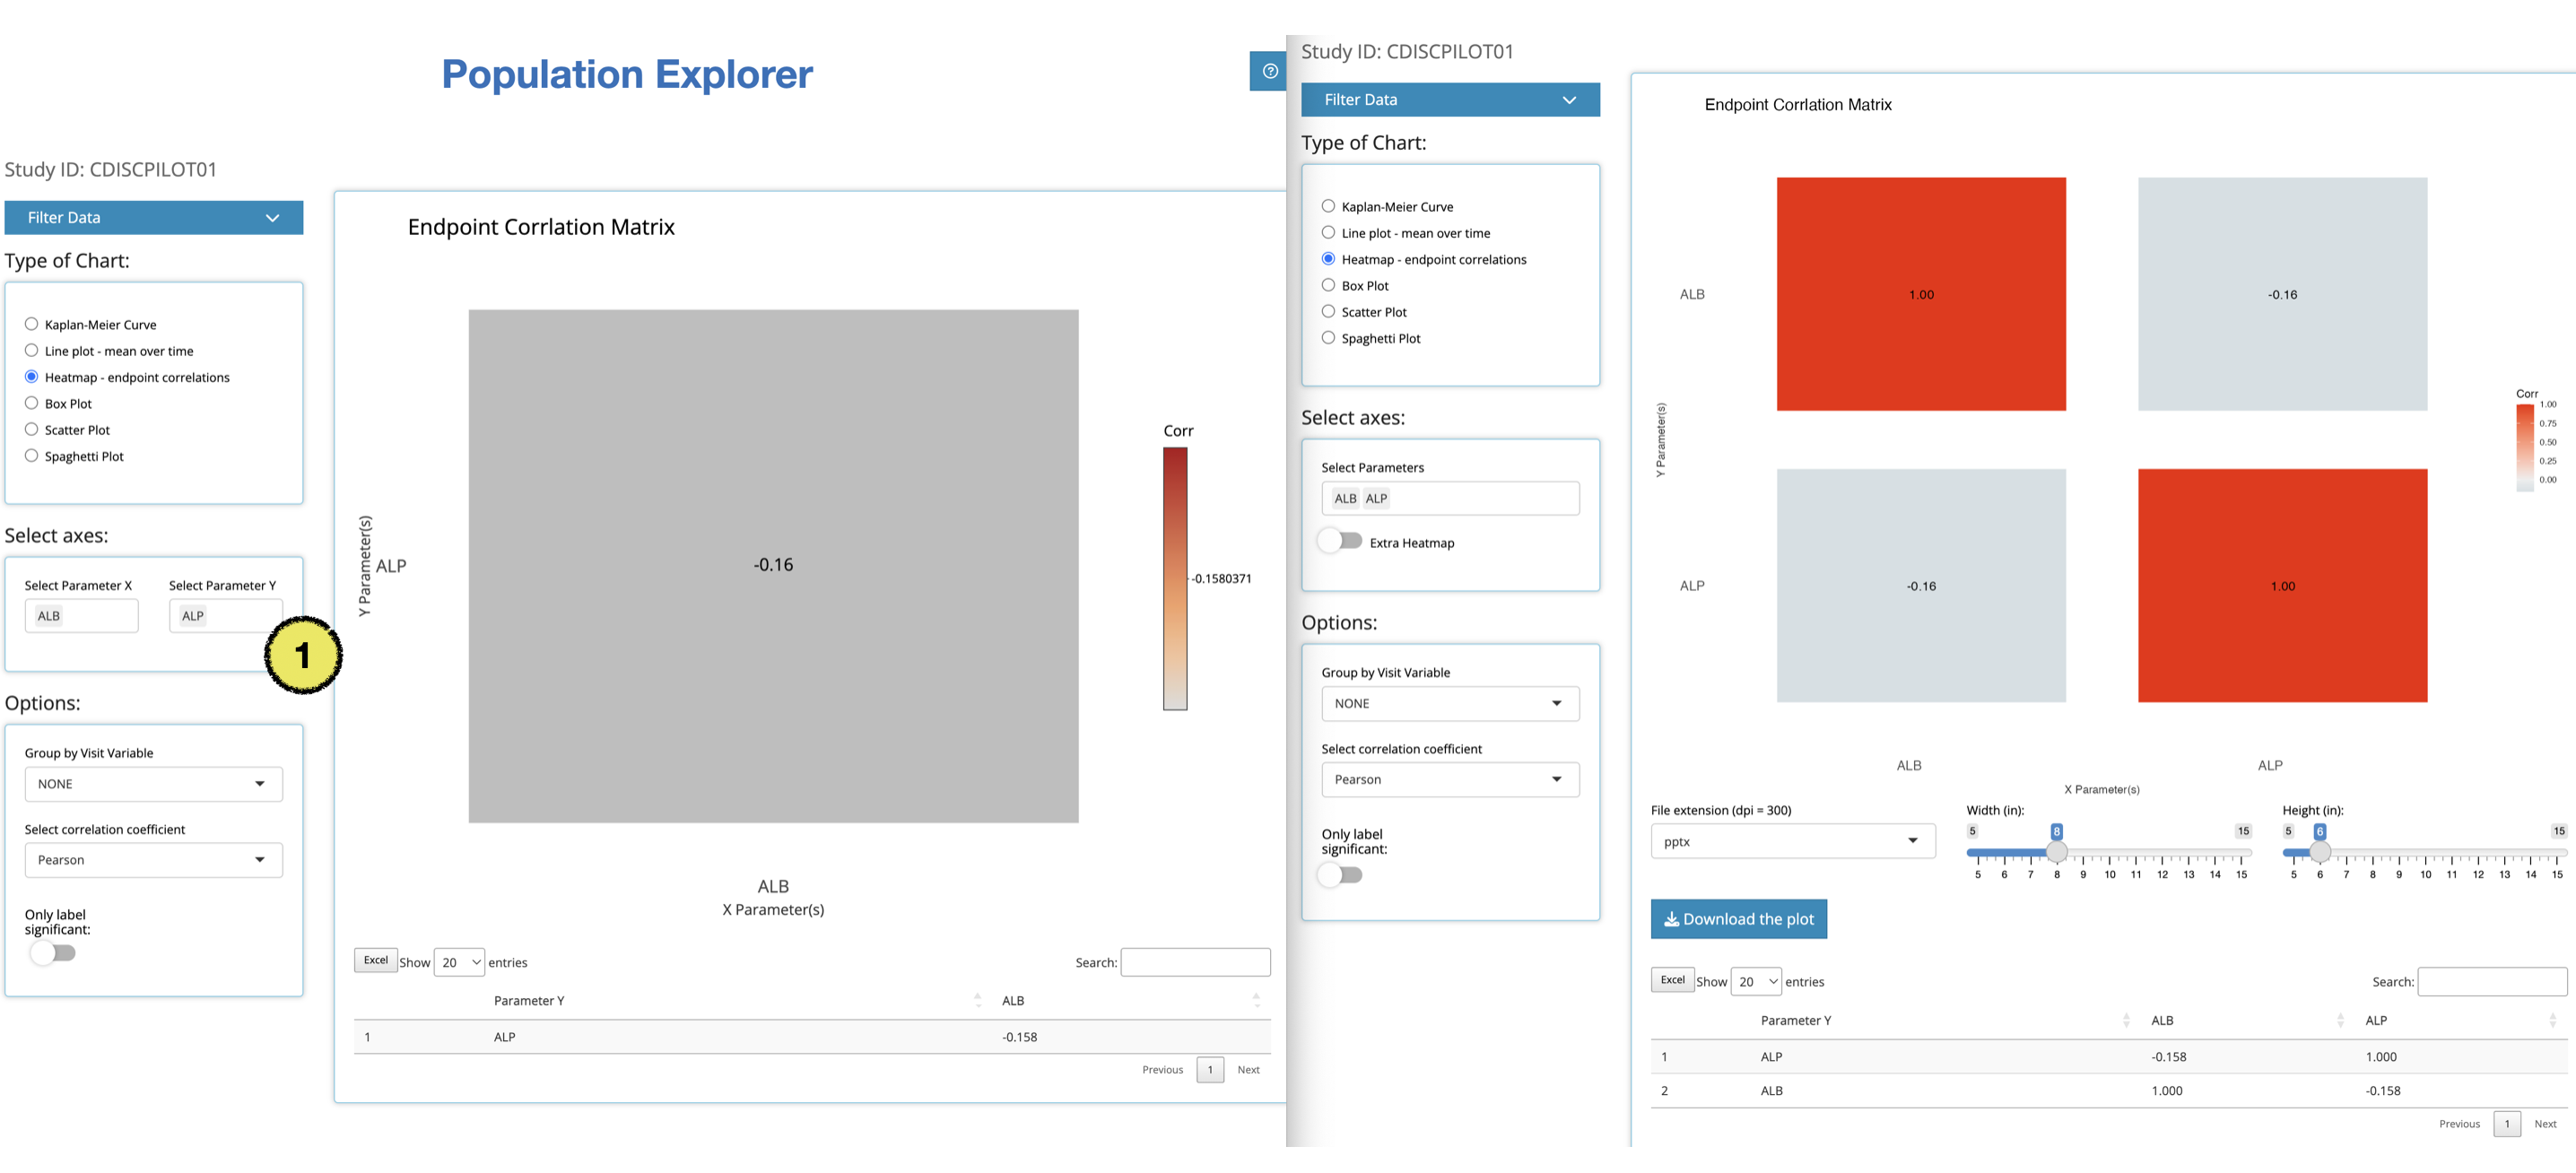 Population Explorer
Study ID: CDISCPILOT01
Filter Data
Type of Chart:
Kaplan-Meier Curve
Line plot - mean over time
Heatmap - endpoint correlations
Box Plot
Scatter Plot
Spaghetti Plot
Select axes:
Select Parameter X Select Parameter Y
ALB ALP
1
Options:
Group by Visit Variable
NONE
Select correlation coefficient
Pearson
Only label
significant:
Endpoint Corrlation Matrix
Y Parameter(s)
ALP
-0.16
Corr
-0.1580371
ALB
X Parameter(s)
Excel Show 20 entries Search:
Parameter Y ALB
1 ALP -0.158
Previous 1 Next
Study ID: CDISCPILOT01
Filter Data
Type of Chart:
Kaplan-Meier Curve
Line plot - mean over time
Heatmap - endpoint correlations
Box Plot
Scatter Plot
Spaghetti Plot
Select axes:
Select Parameters
ALB ALP
Extra Heatmap
Options:
Group by Visit Variable
NONE
Select correlation coefficient
Pearson
Only label
significant:
Endpoint Corrlation Matrix
Y Parameter(s)
ALB 1.00 -0.16
ALP -0.16 1.00
Corr
1.00
0.75
0.50
0.25
0.00
ALB ALP
X Parameter(s)
File extension (dpi = 300) Width (in): Height (in):
pptx
5 8 15 5 6 15
5 6 7 8 9 10 11 12 13 14 15 5 6 7 8 9 10 11 12 13 14 15
Download the plot
Excel Show 20 entries Search:
Parameter Y ALB ALP
1 ALP -0.158 1.000
2 ALB 1.000 -0.158
Previous 1 Next